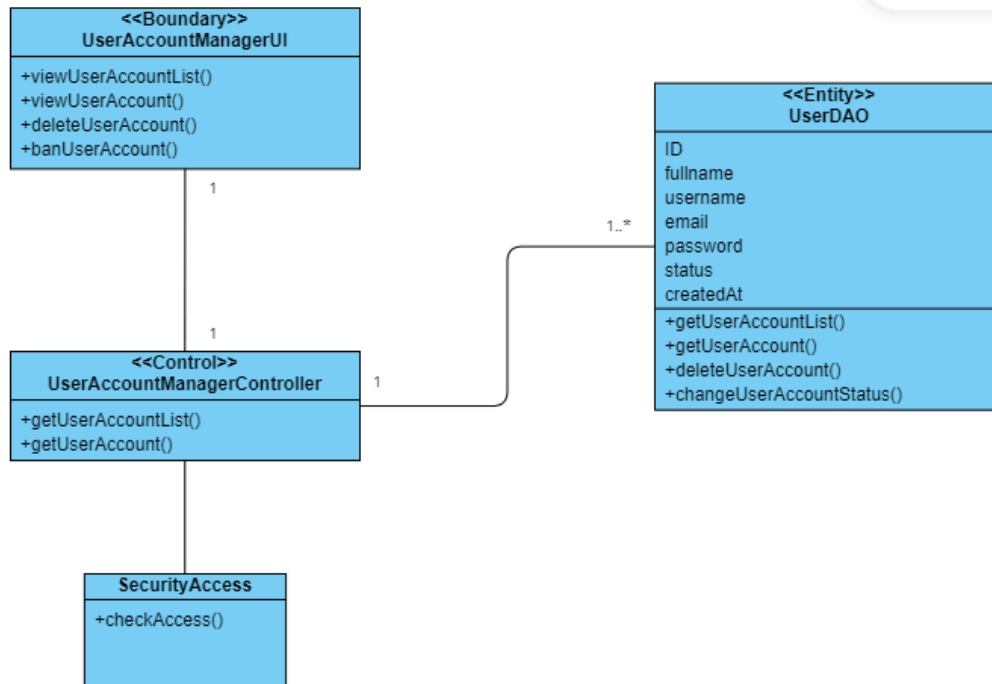 <<Boundary>>
UserAccountManagerUI
+viewUserAccountList()
+viewUserAccount()
+deleteUserAccount()
+banUserAccount()
1
1
<<Control>>
UserAccountManagerController
+getUserAccountList()
+getUserAccount()
1
1..*
<<Entity>>
UserDAO
ID
fullname
username
email
password
status
createdAt
+getUserAccountList()
+getUserAccount()
+deleteUserAccount()
+changeUserAccountStatus()
SecurityAccess
+checkAccess()